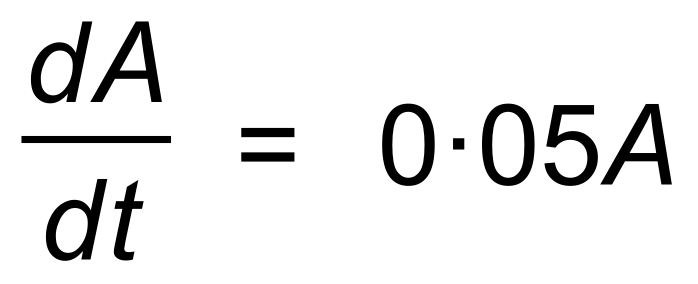 dA
dt
= 0·05A